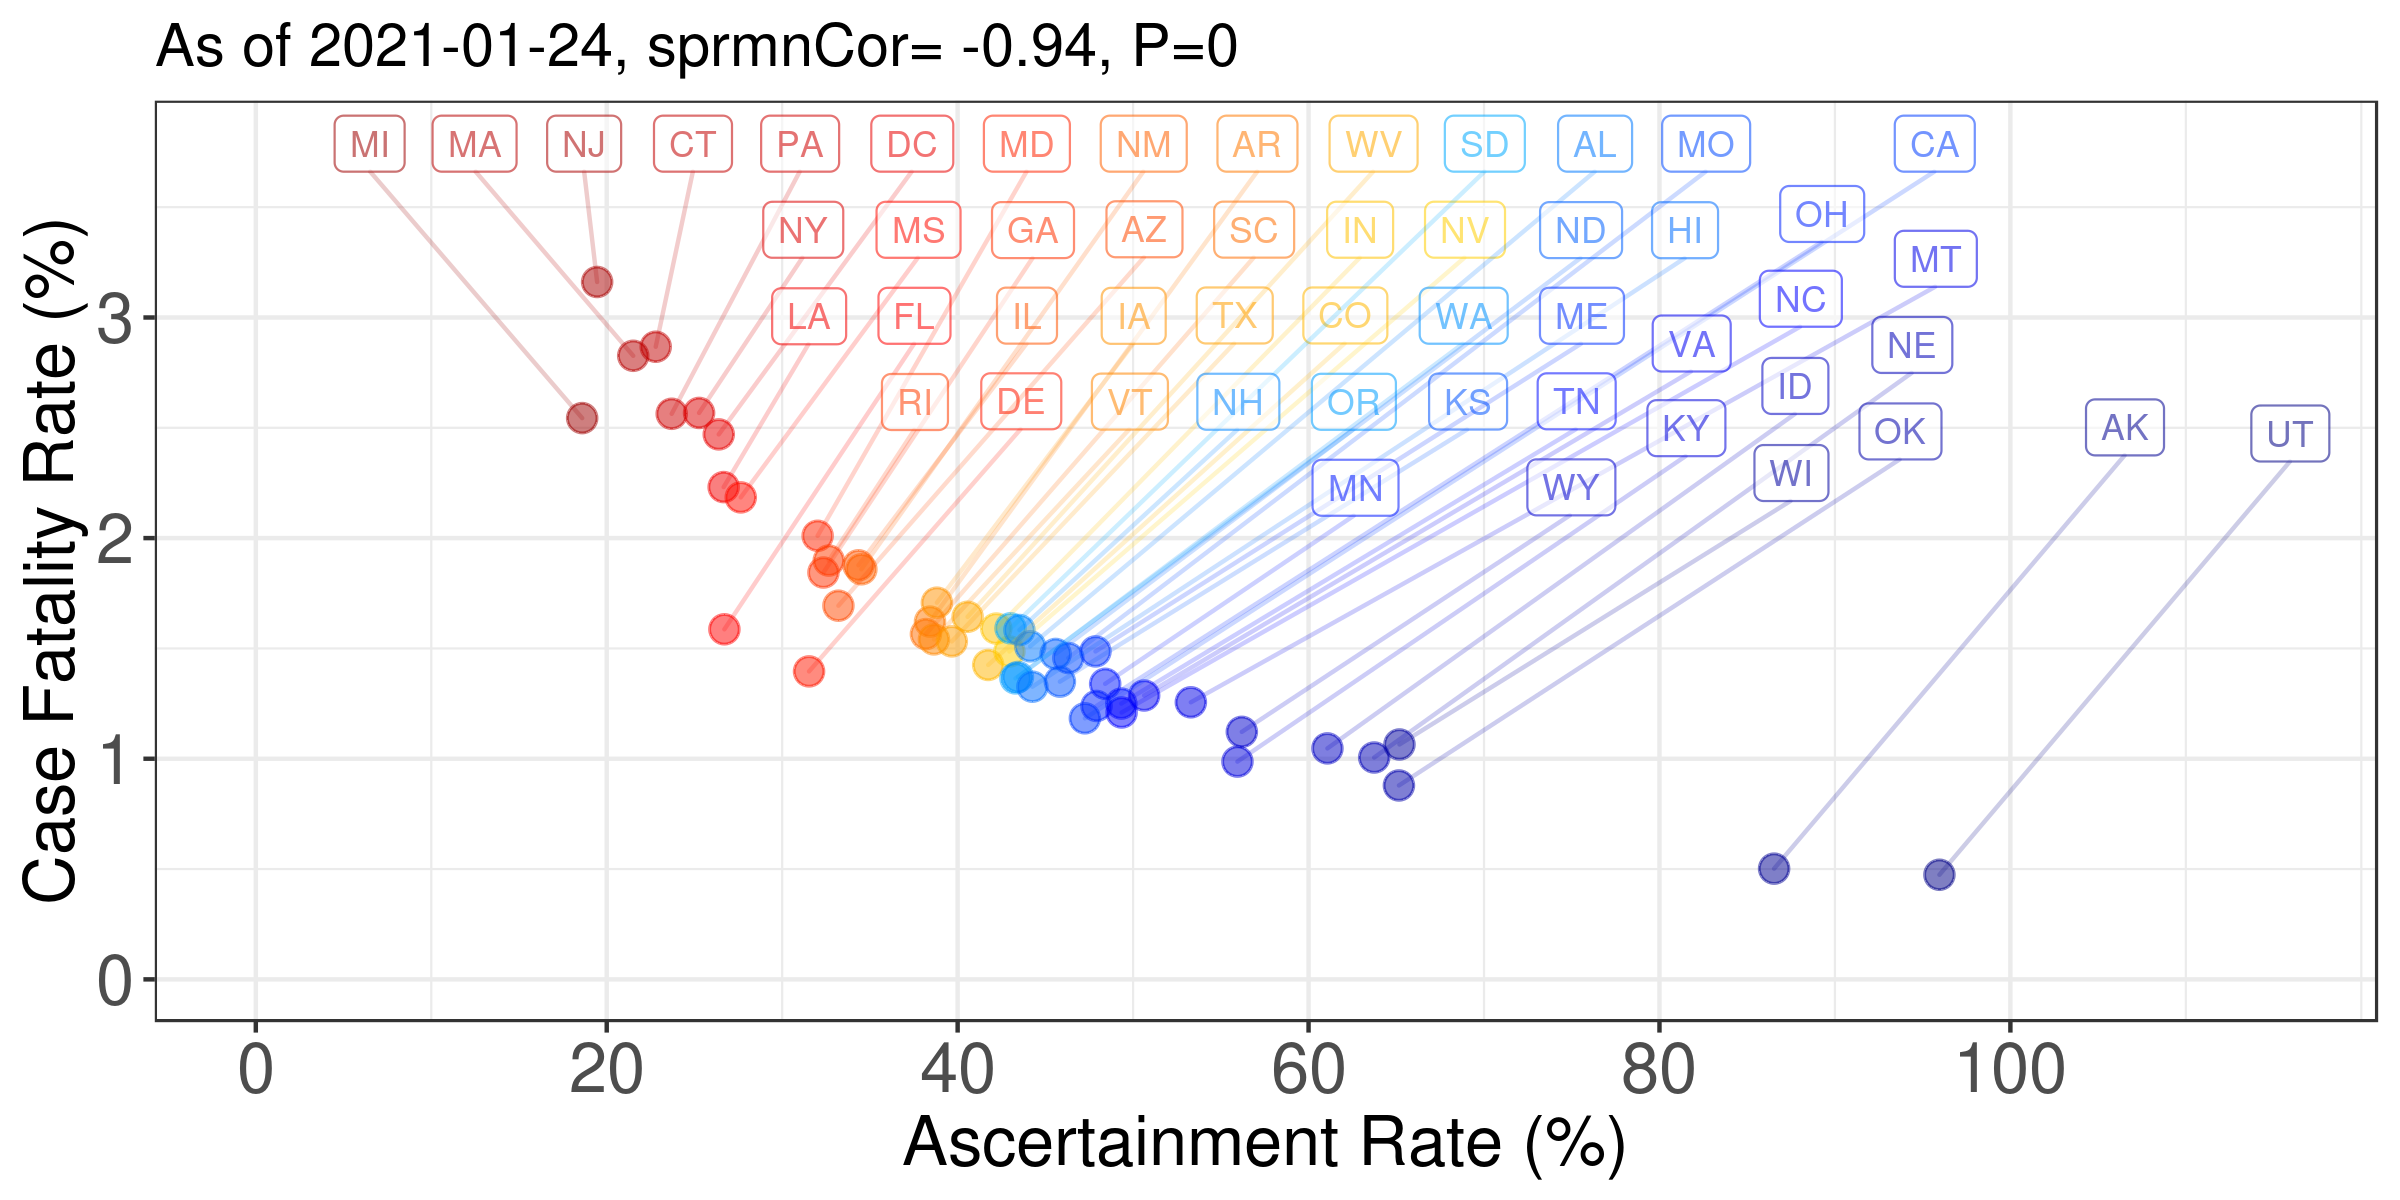 As of 2021-01-24, sprmnCor= -0.94, P=0
MI MA NJ CT PA DC MD NM AR WV SD AL MO CA
OH
NY MS GA AZ SC IN NV ND HI
MT
NC
LA FL IL IA TX CO WA ME
VA NE
ID
RI DE VT NH OR KS TN
KY OK AK UT
WI
MN WY
Case Fatality Rate (%)
3
2
1
0
0 20 40 60 80 100
Ascertainment Rate (%)